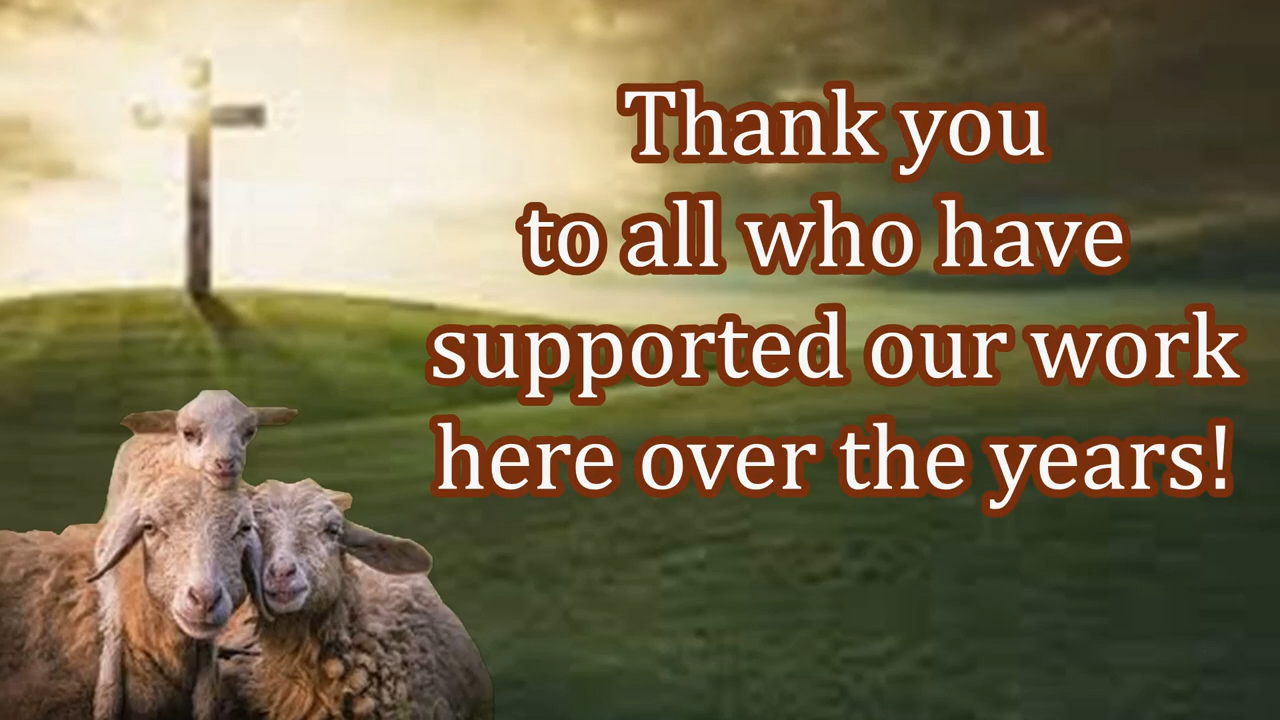 Thank you
to all who have
supported our work
here over the years!